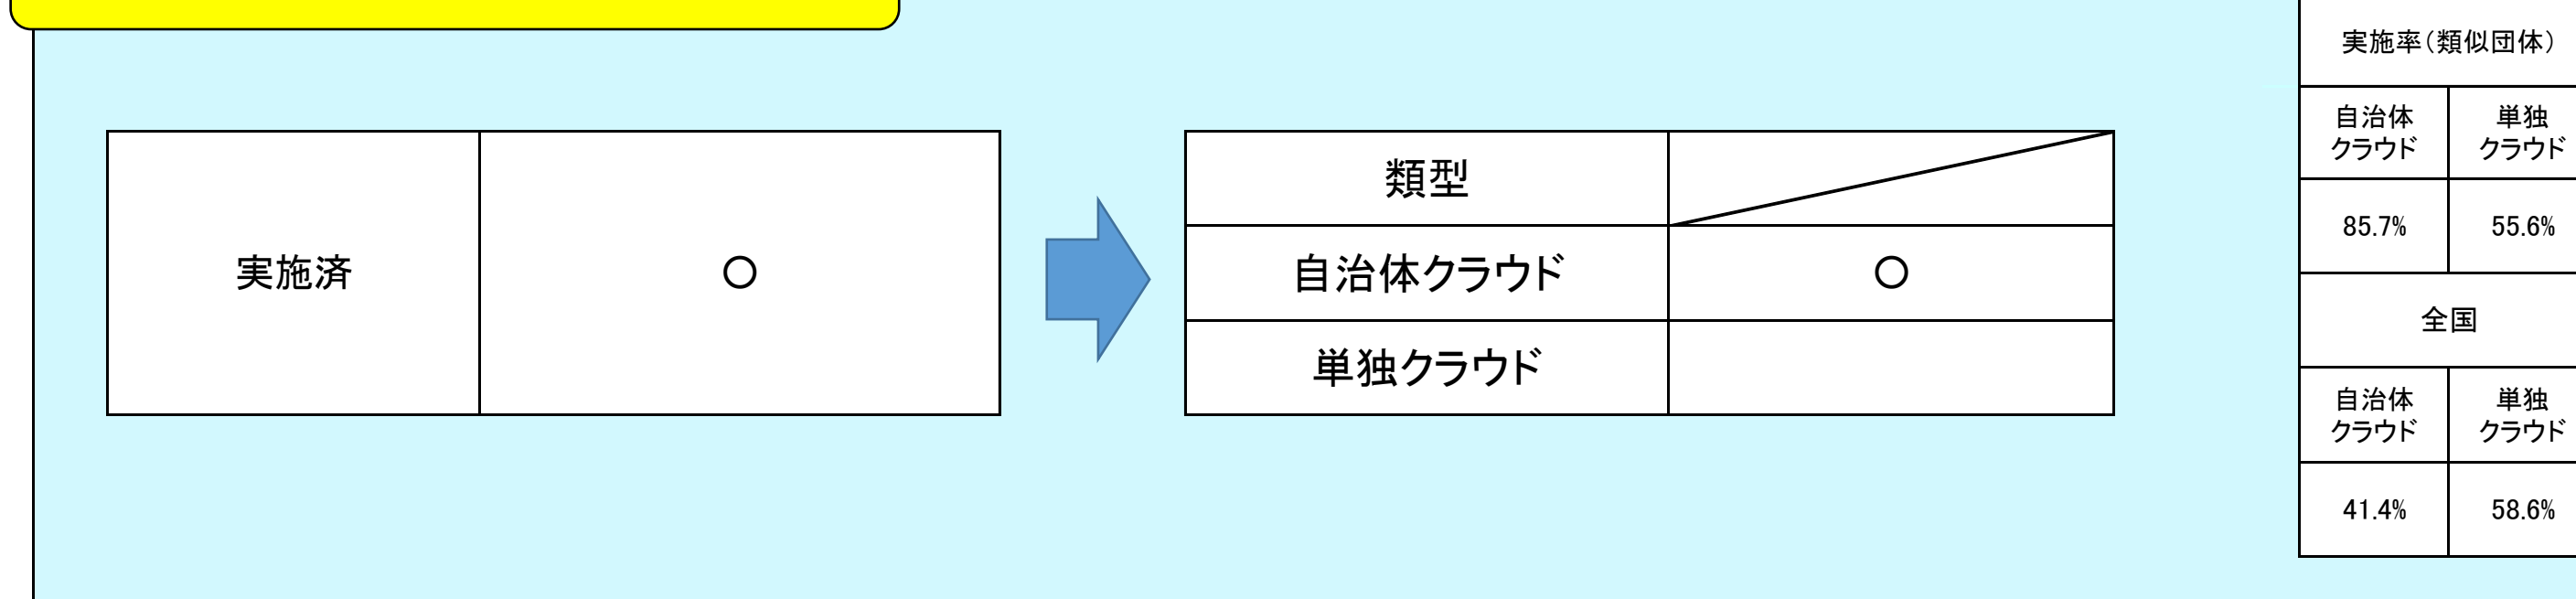 実施済
○
類型
自治体クラウド
○
単独クラウド
実施率(類似団体)
自治体
クラウド
単独
クラウド
85.7%
55.6%
全国
自治体
クラウド
単独
クラウド
41.4%
58.6%